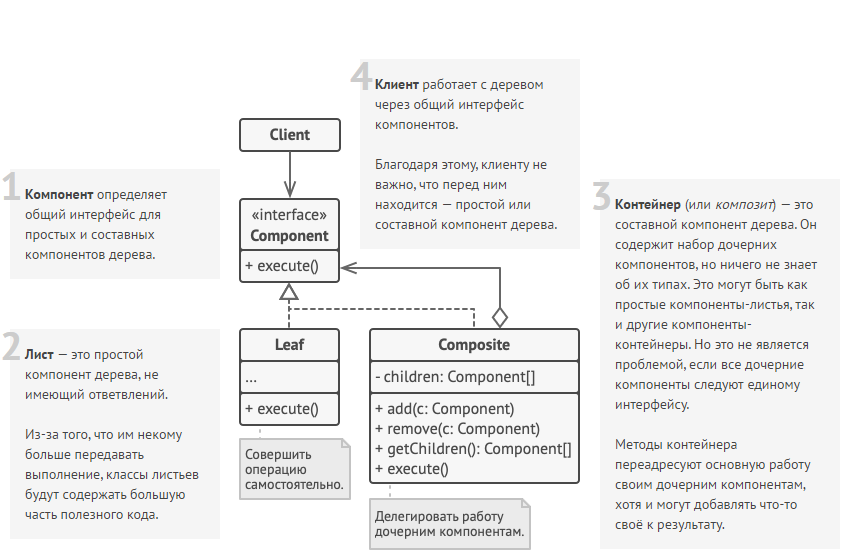 4
Клиент работает с деревом
через общий интерфейс
компонентов.
Благодаря этому, клиенту не
важно, что перед ним
находится — простой или
составной компонент дерева.
Client
1
Компонент определяет
общий интерфейс для
простых и составных
компонентов дерева.
«interface»
Component
+ execute()
3
Контейнер (или композит) — это
составной компонент дерева. Он
содержит набор дочерних
компонентов, но ничего не знает
об их типах. Это могут быть как
простые компоненты-листья, так
и другие компоненты-
контейнеры. Но это не является
проблемой, если все дочерние
компоненты следуют единому
интерфейсу.
Методы контейнера
переадресуют основную работу
своим дочерним компонентам,
хотя и могут добавлять что-то
своё к результату.
2
Лист — это простой
компонент дерева, не
имеющий ответвлений.
Из-за того, что им некому
больше передавать
выполнение, классы листьев
будут содержать большую
часть полезного кода.
Leaf
...
+ execute()
Совершить
операцию
самостоятельно.
Composite
- children: Component[]
+ add(c: Component)
+ remove(c: Component)
+ getChildren(): Component[]
+ execute()
Делегировать работу
дочерним компонентам.